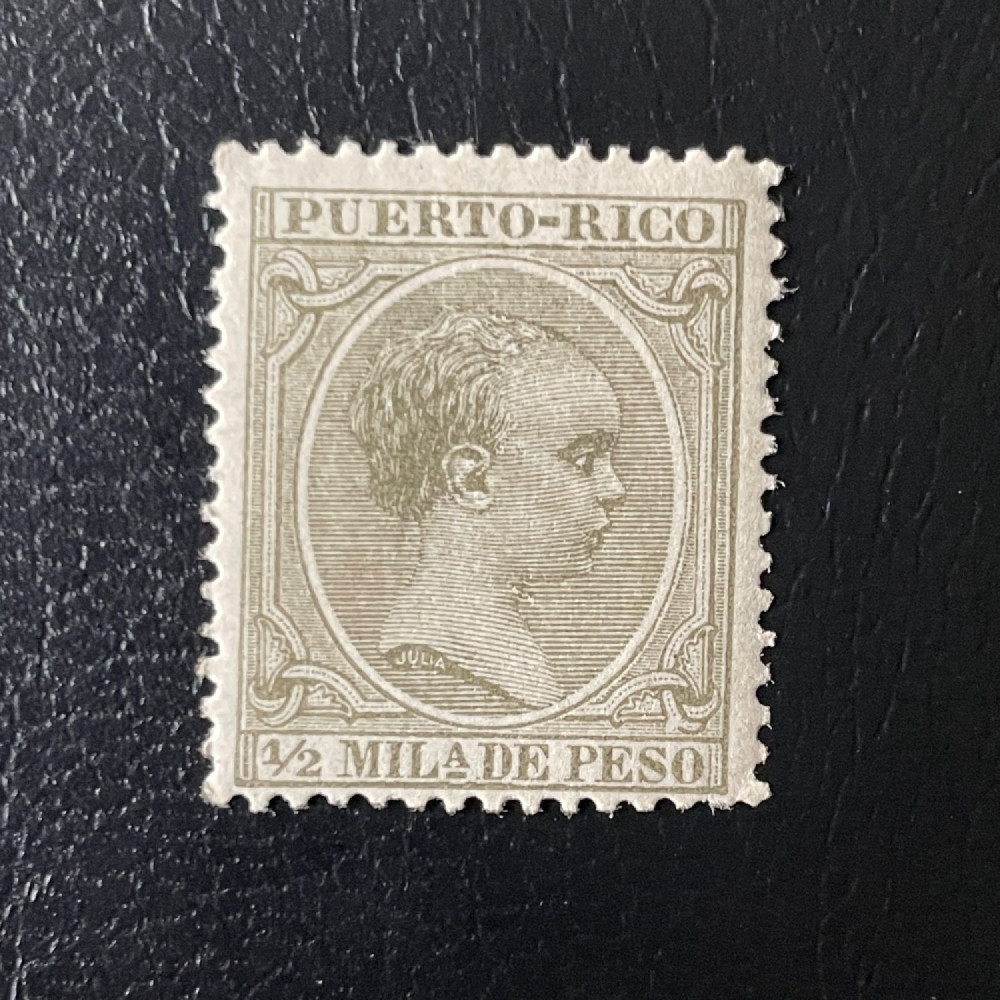 PUERTO-RICO
JULIA
1/2 MILA DE PESO